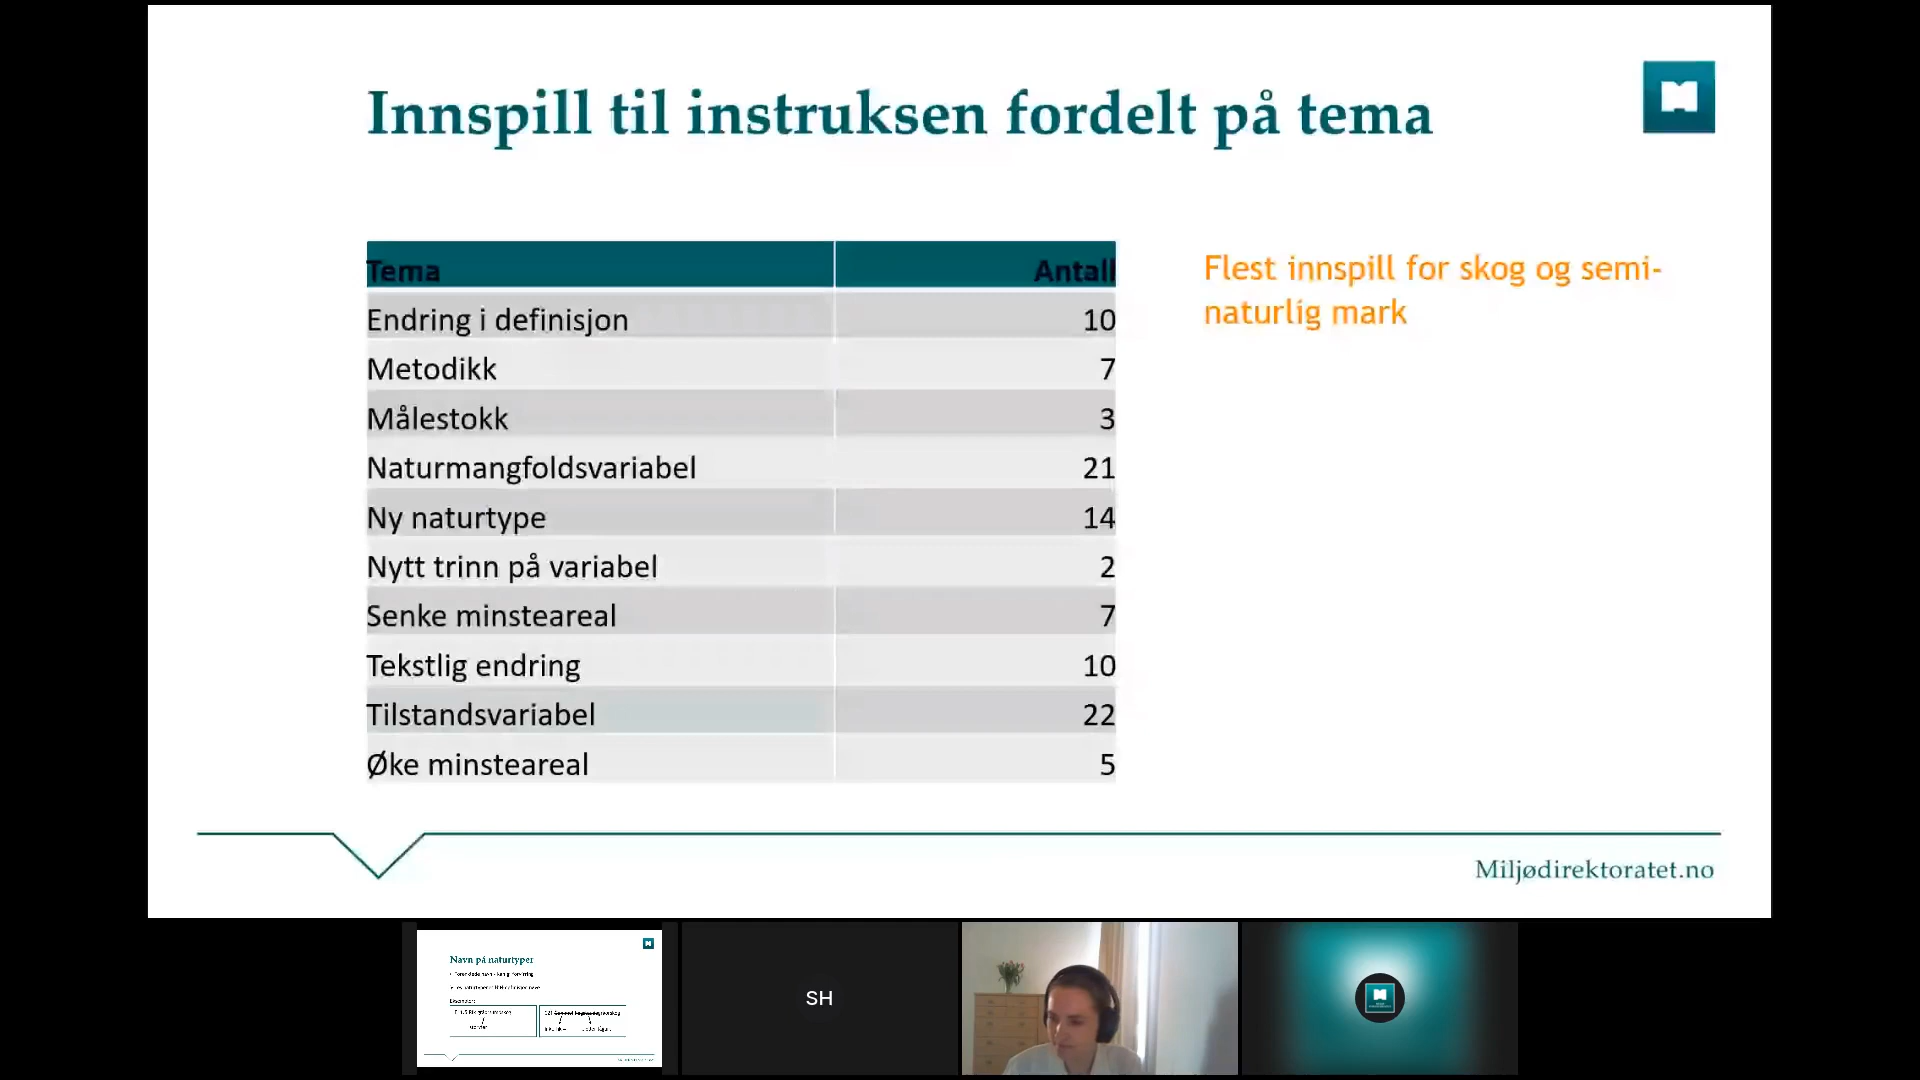 Innspill til instruksen fordelt på tema
Tema Antall
Endring i definisjon 10
Metodikk 7
Målestokk 3
Naturmangfoldsvariabel 21
Ny naturtype 14
Nytt trinn på variabel 2
Senke minsteareal 7
Tekstlig endring 10
Tilstandsvariabel 22
Øke minsteareal 5
Flest innspill for skog og semi-
naturlig mark
Miljødirektoratet.no
Navn på naturtyper
SH